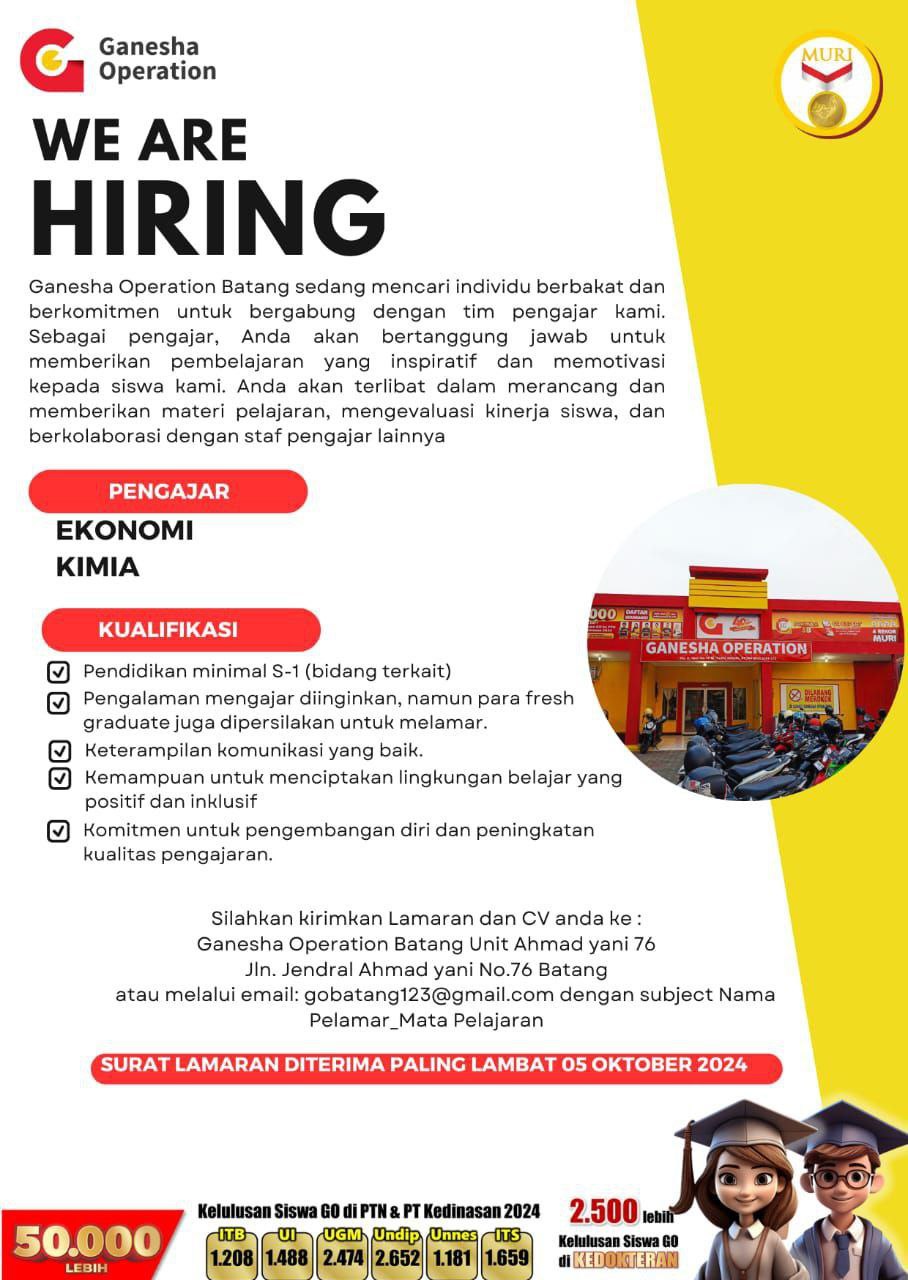 Ganesha
Operation
MURI
WE ARE
HIRING
Ganesha Operation Batang sedang mencari individu berbakat dan
berkomitmen untuk bergabung dengan tim pengajar kami.
Sebagai pengajar, Anda akan bertanggung jawab untuk
memberikan pembelajaran yang inspiratif dan memotivasi
kepada siswa kami. Anda akan terlibat dalam merancang dan
memberikan materi pelajaran, mengevaluasi kinerja siswa, dan
berkolaborasi dengan staf pengajar lainnya
PENGAJAR
EKONOMI
KIMIA
GANESHA OPERATION
DILARANG
MEROKOK
MURI
KUALIFIKASI
Pendidikan minimal S-1 (bidang terkait)
Pengalaman mengajar diinginkan, namun para fresh
graduate juga dipersilakan untuk melamar.
Keterampilan komunikasi yang baik.
Kemampuan untuk menciptakan lingkungan belajar yang
positif dan inklusif
Komitmen untuk pengembangan diri dan peningkatan
kualitas pengajaran.
Silahkan kirimkan Lamaran dan CV anda ke :
Ganesha Operation Batang Unit Ahmad yani 76
Jln. Jendral Ahmad yani No.76 Batang
atau melalui email: gobatang123@gmail.com dengan subject Nama
Pelamar_Mata Pelajaran
SURAT LAMARAN DITERIMA PALING LAMBAT 05 OKTOBER 2024
50.000
LEBIH
Kelulusan Siswa GO di PTN & PT Kedinasan 2024
ITB UI UGM Undip Unnes ITS
1.208 1.488 2.474 2.652 1.181 1.659
2.500 lebih
Kelulusan Siswa GO
di KEDOKTERAN